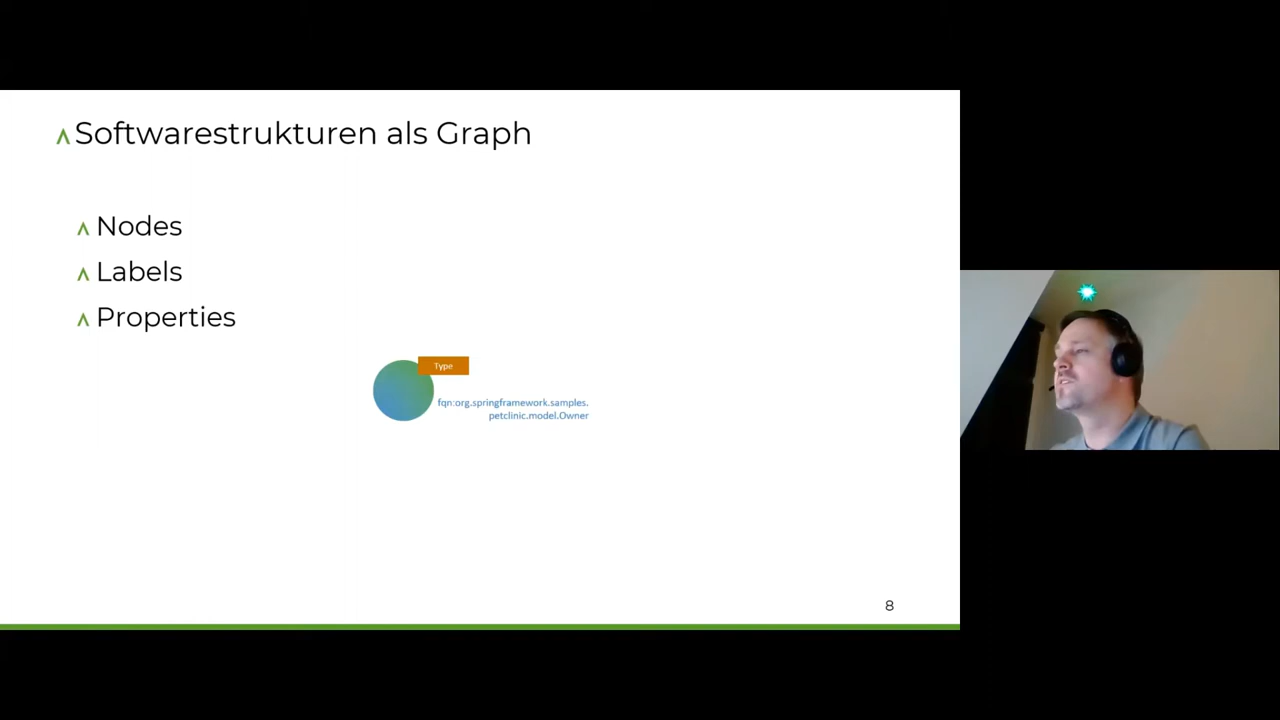 Softwarestrukturen als Graph
Nodes
Labels
Properties
Type
fqn:org.springframework.samples.
petclinic.model.Owner
8